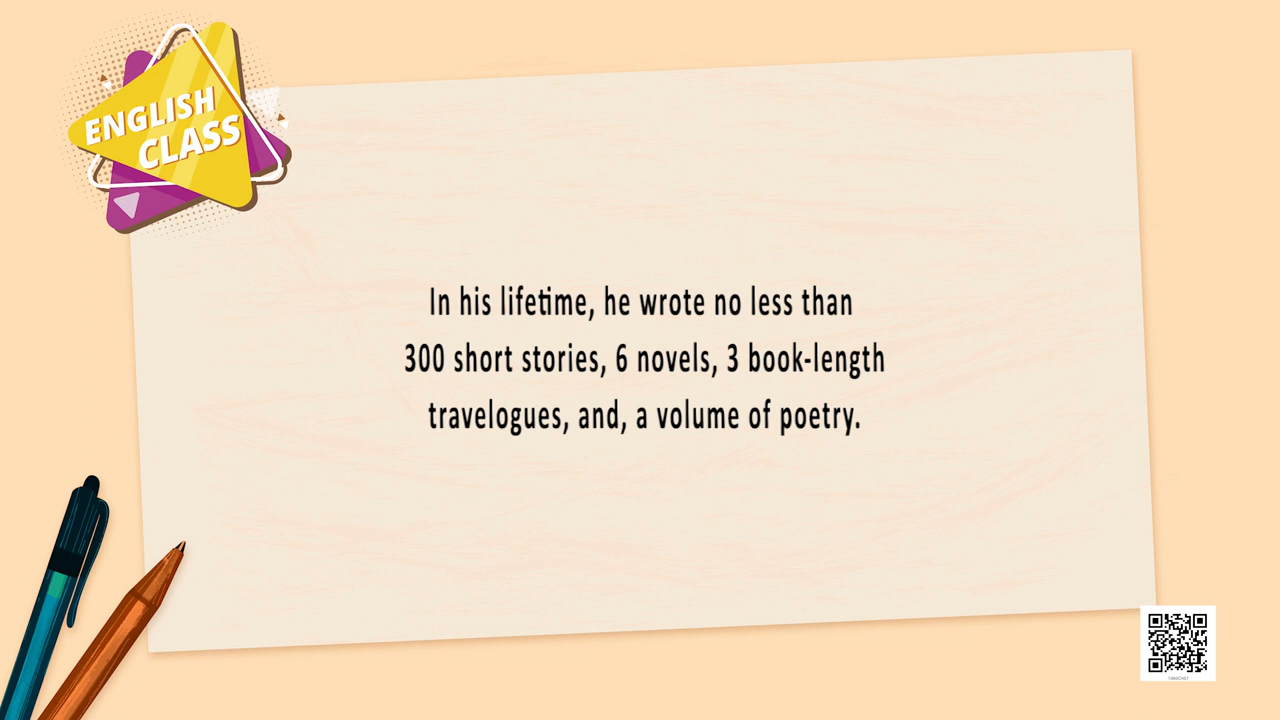 ENGLISH
CLASS
In his lifetime, he wrote no less than
300 short stories, 6 novels, 3 book-length
travelogues, and, a volume of poetry.